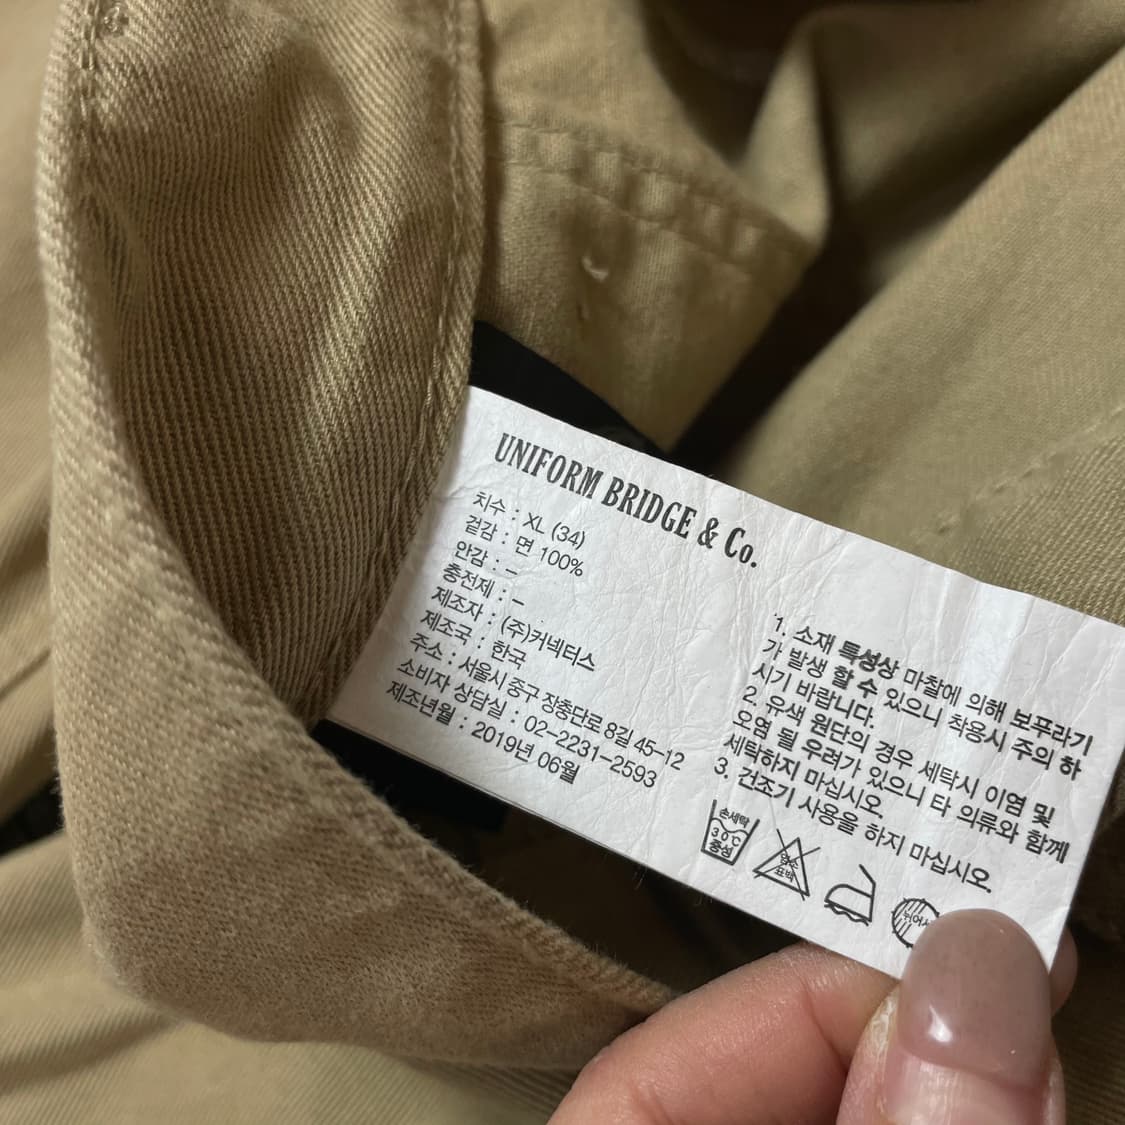 UNIFORM BRIDGE & Co.
치수 : XL (34)
겉감 : 면 100%
안감 : –
충전제 : –
제조자 : (주)커넥터스
제조국 : 한국
주소 : 서울시 중구 장충단로 8길 45-12
소비자 상담실 : 02-2231-2593
제조년월 : 2019년 06월
1. 소재 특성상 마찰에 의해 보푸라기
가 발생 할 수 있으니 착용시 주의 하
시기 바랍니다.
2. 유색 원단의 경우 세탁시 이염 및
오염 될 우려가 있으니 타 의류와 함께
세탁하지 마십시오.
3. 건조기 사용을 하지 마십시오.
손세탁
30℃
중성
염소
표백